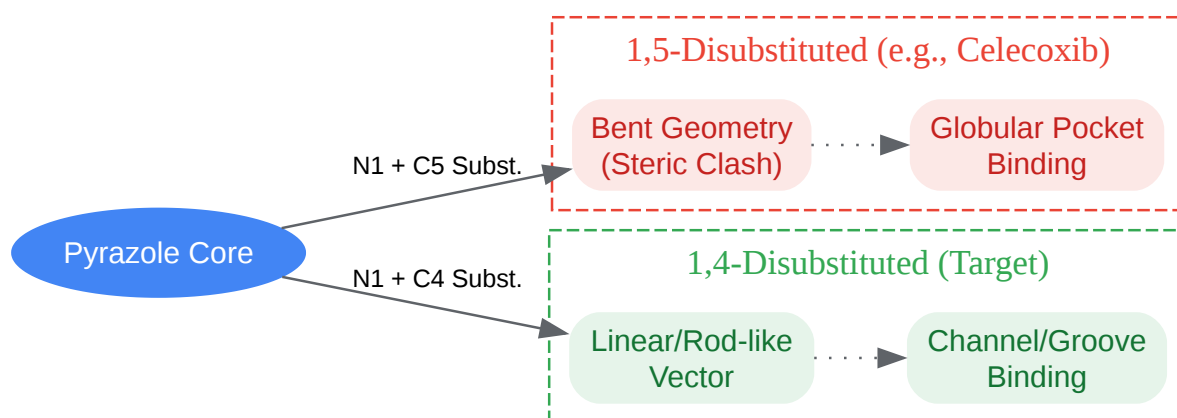 1,5-Disubstituted (e.g., Celecoxib)
Bent Geometry
(Steric Clash)
Globular Pocket
Binding
N1 + C5 Subst.
Pyrazole Core
N1 + C4 Subst.
1,4-Disubstituted (Target)
Linear/Rod-like
Vector
Channel/Groove
Binding